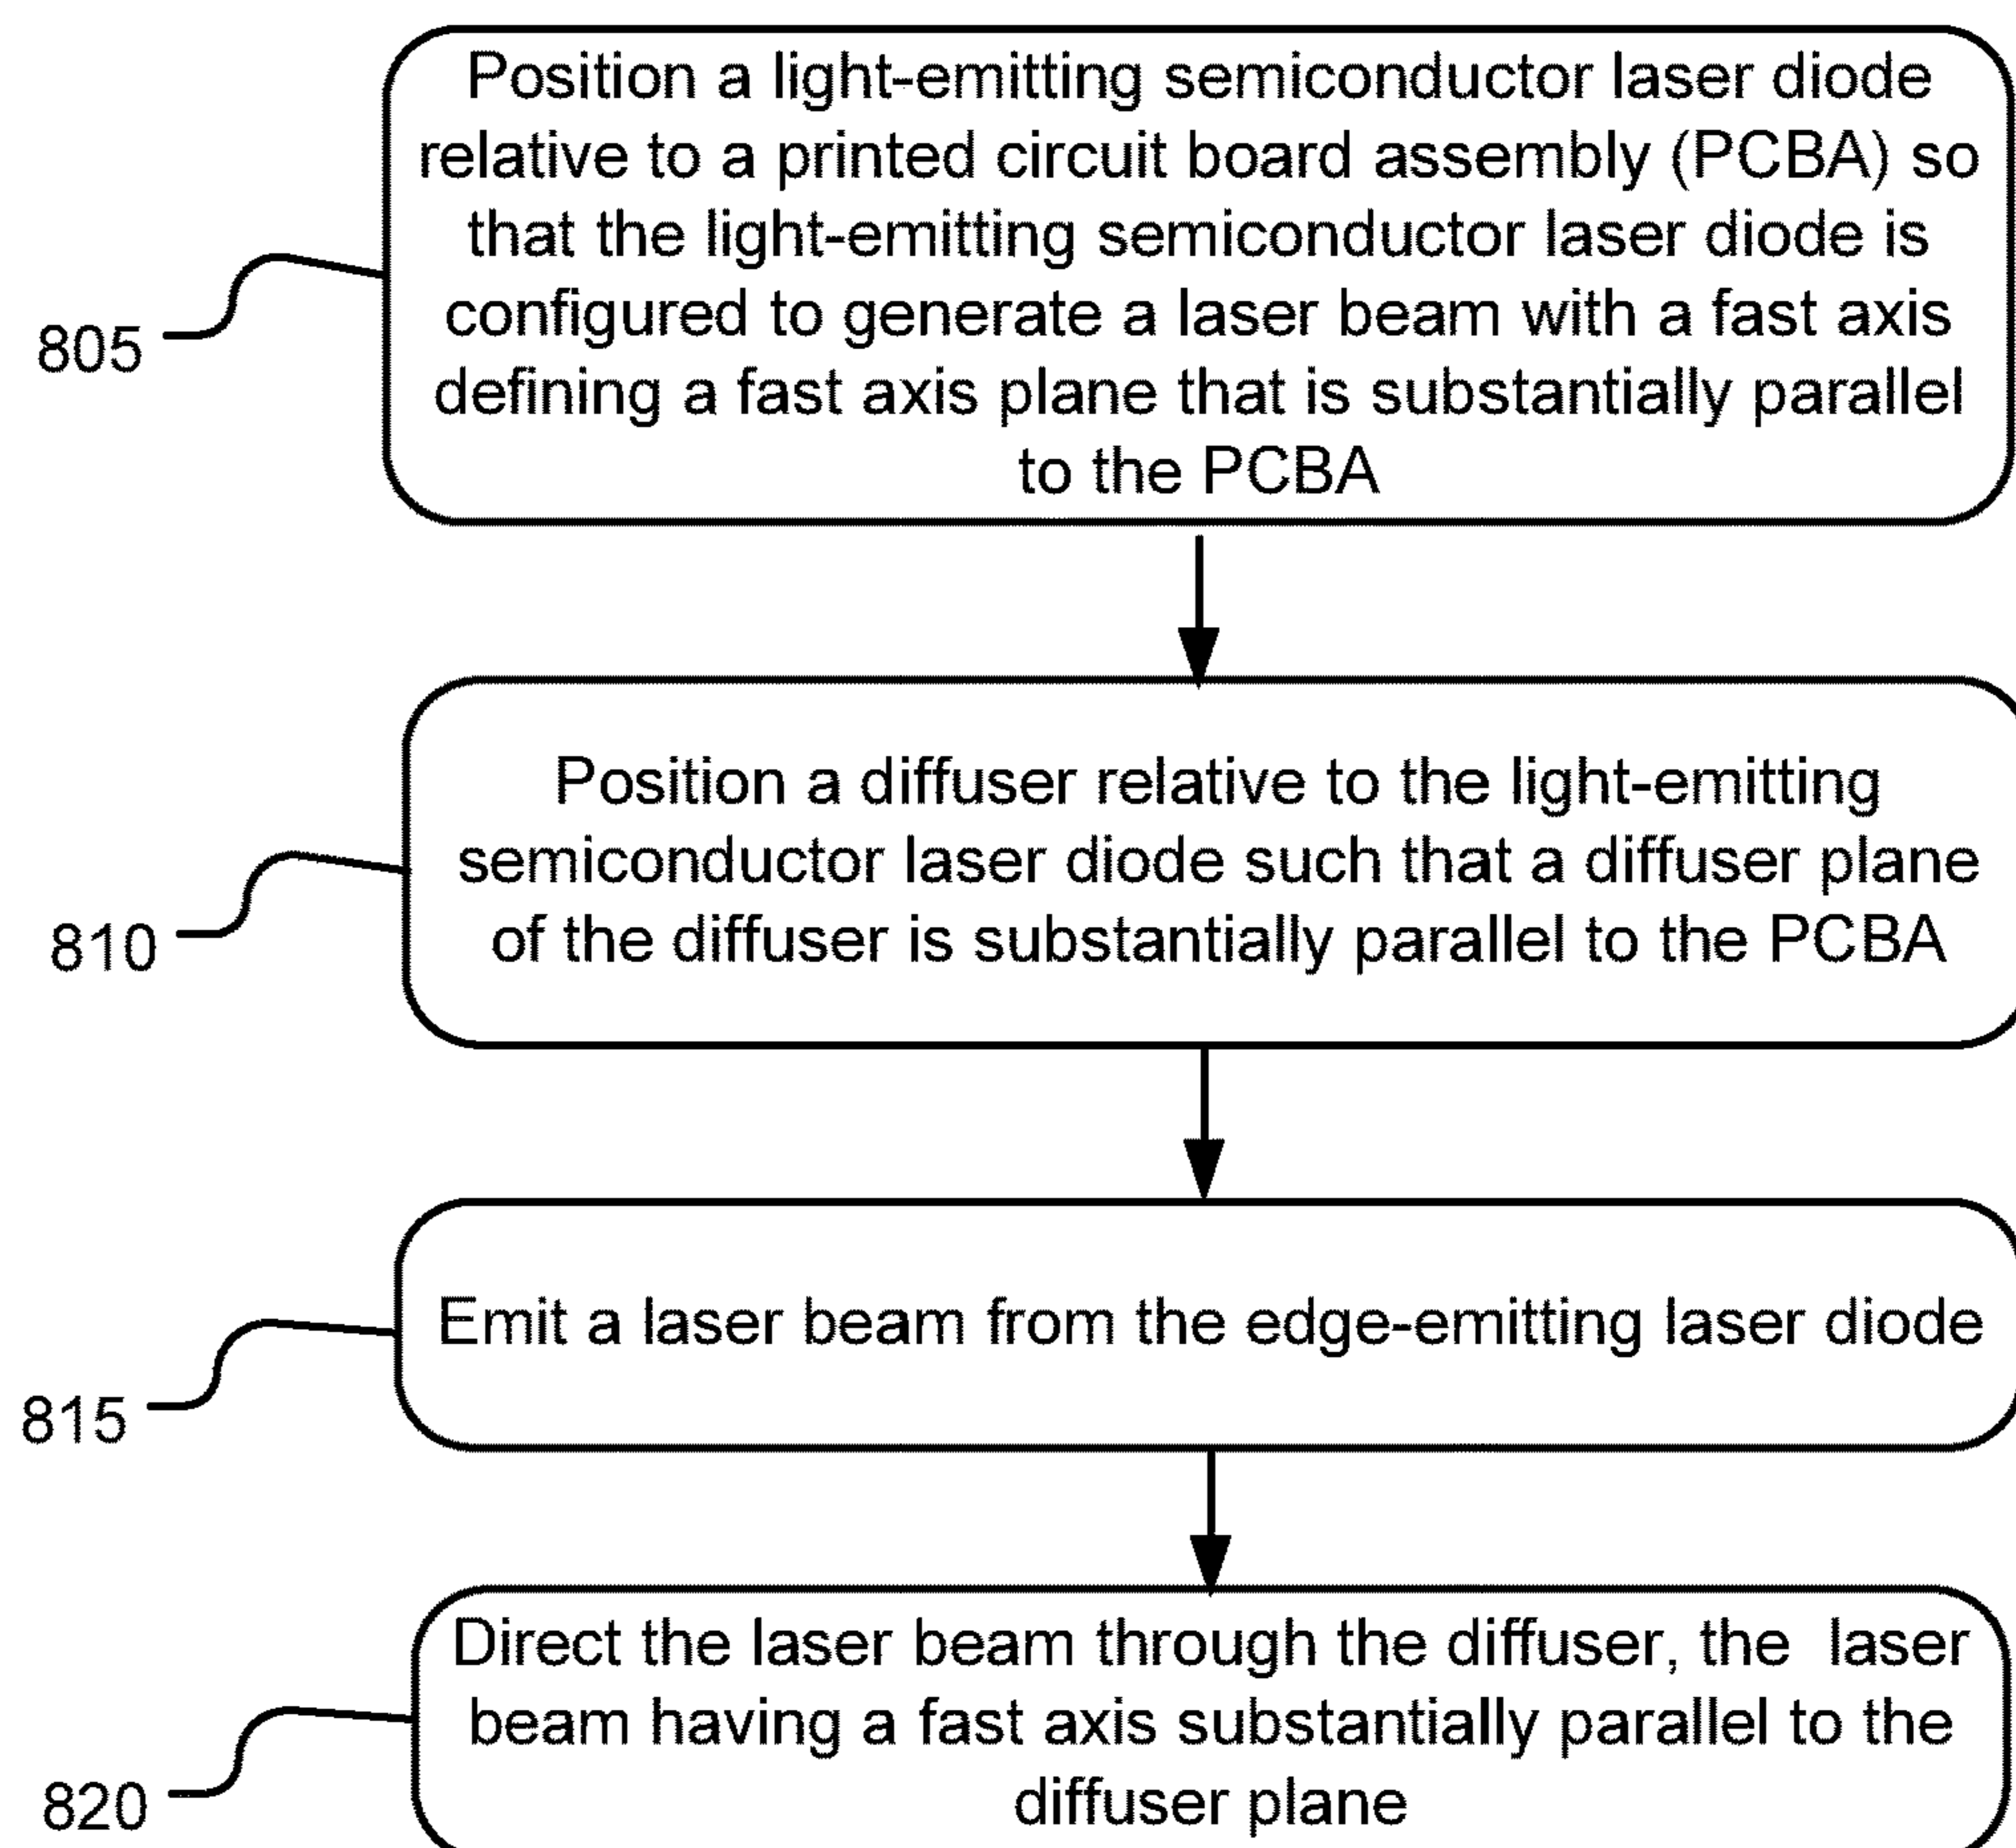 Position a light-emitting semiconductor laser diode
relative to a printed circuit board assembly (PCBA) so
that the light-emitting semiconductor laser diode is
configured to generate a laser beam with a fast axis
defining a fast axis plane that is substantially parallel
to the PCBA
805
Position a diffuser relative to the light-emitting
semiconductor laser diode such that a diffuser plane
of the diffuser is substantially parallel to the PCBA
810
Emit a laser beam from the edge-emitting laser diode
815
Direct the laser beam through the diffuser, the laser
beam having a fast axis substantially parallel to the
diffuser plane
820